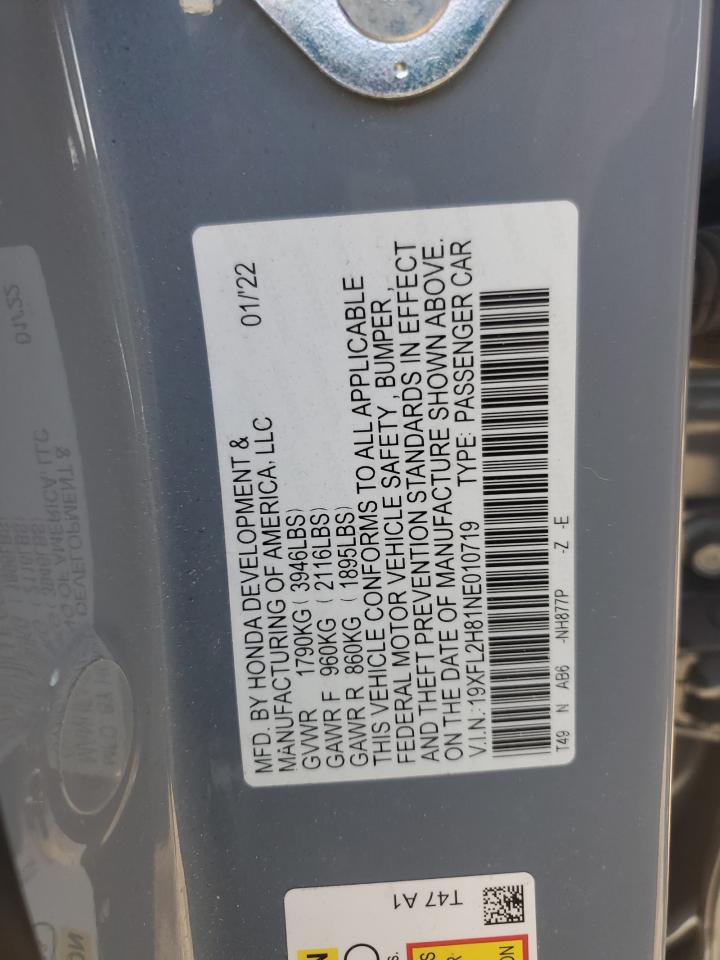 MFD. BY HONDA DEVELOPMENT &
MANUFACTURING OF AMERICA, LLC 01/'22
GVWR 1790KG ( 3946LBS)
GAWR F 960KG ( 2116LBS)
GAWR R 860KG ( 1895LBS)
THIS VEHICLE CONFORMS TO ALL APPLICABLE
FEDERAL MOTOR VEHICLE SAFETY , BUMPER ,
AND THEFT PREVENTION STANDARDS IN EFFECT
ON THE DATE OF MANUFACTURE SHOWN ABOVE.
V.I.N.:19XFL2H81NE010719 TYPE: PASSENGER CAR
T49 N AB6 -NH877P -Z -E
T47 A1